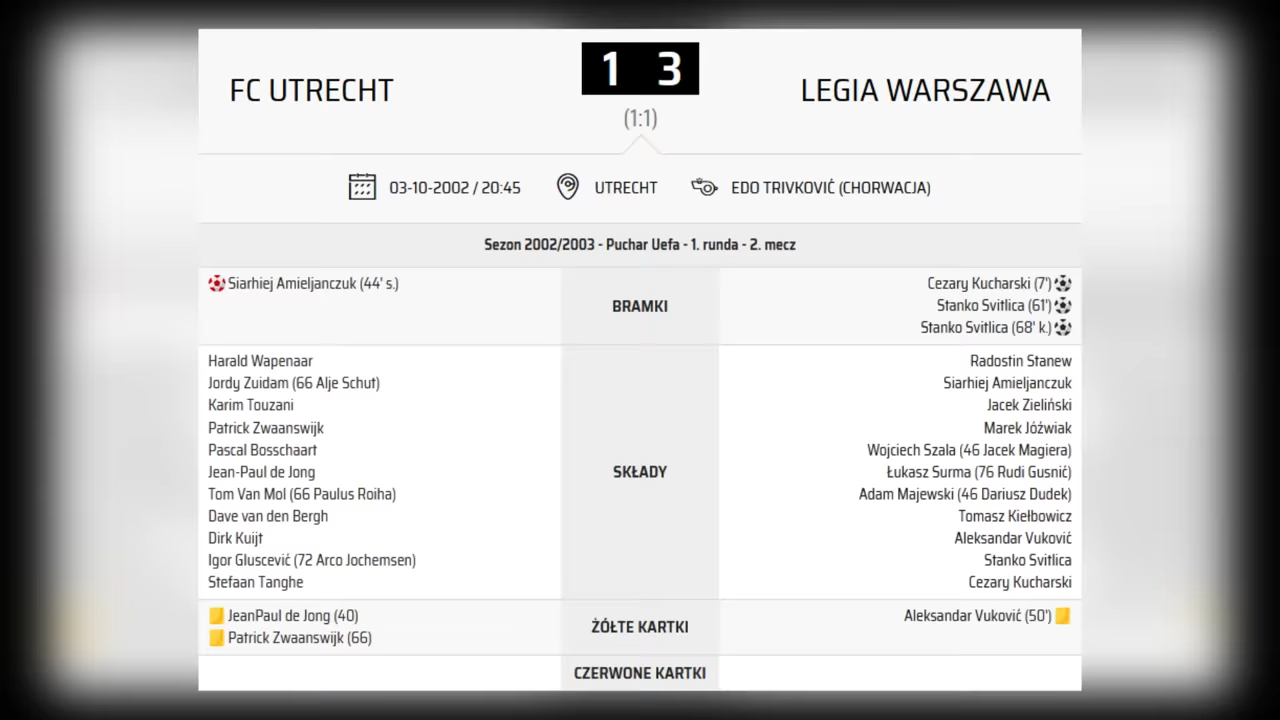 1 3
FC UTRECHT
LEGIA WARSZAWA
(1:1)
03-10-2002 / 20:45 UTRECHT EDO TRIVKOVIĆ (CHORWACJA)
Sezon 2002/2003 - Puchar Uefa - 1. runda - 2. mecz
Siarhiej Amieljanczuk (44' s.)
BRAMKI
Cezary Kucharski (7')
Stanko Svitlica (61')
Stanko Svitlica (68' k.)
Harald Wapenaar
Jordy Zuidam (66 Alje Schut)
Karim Touzani
Patrick Zwaanswijk
Pascal Bosschaart
Jean-Paul de Jong
Tom Van Mol (66 Paulus Roiha)
Dave van den Bergh
Dirk Kuijt
Igor Gluscević (72 Arco Jochemsen)
Stefaan Tanghe
SKŁADY
Radostin Stanew
Siarhiej Amieljanczuk
Jacek Zieliński
Marek Jóźwiak
Wojciech Szala (46 Jacek Magiera)
Łukasz Surma (76 Rudi Gusnić)
Adam Majewski (46 Dariusz Dudek)
Tomasz Kiełbowicz
Aleksandar Vuković
Stanko Svitlica
Cezary Kucharski
JeanPaul de Jong (40)
Patrick Zwaanswijk (66)
ŻÓŁTE KARTKI
Aleksandar Vuković (50')
CZERWONE KARTKI